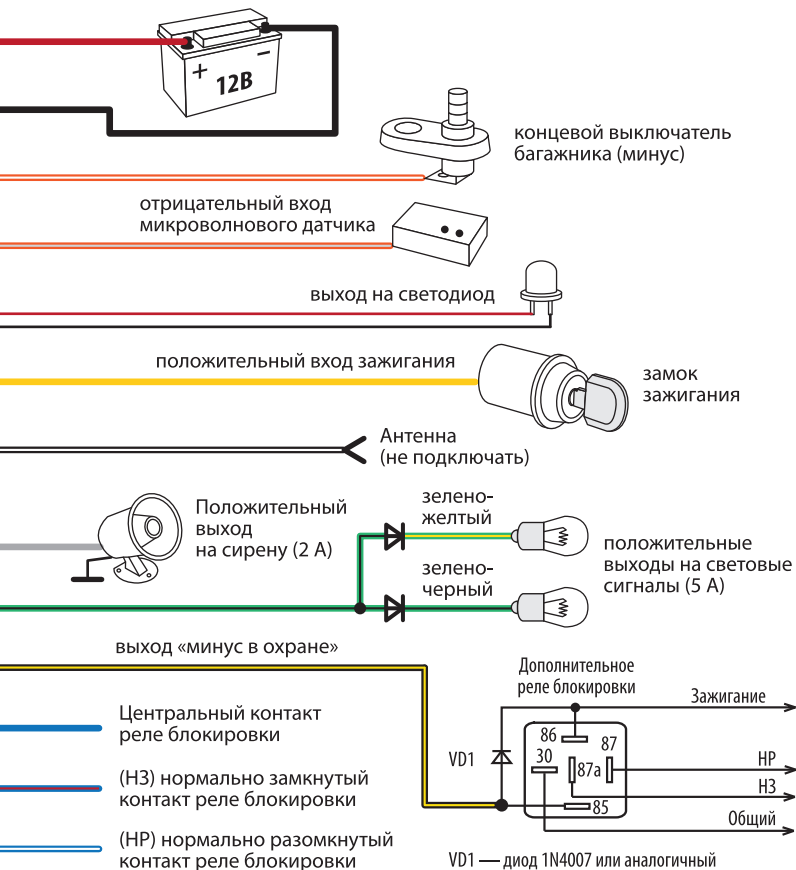 +
−
12В
концевой выключатель
багажника (минус)
отрицательный вход
микроволнового датчика
выход на светодиод
положительный вход зажигания
замок
зажигания
Антенна
(не подключать)
Положительный
выход
на сирену (2 А)
зелено-
желтый
зелено-
черный
положительные
выходы на световые
сигналы (5 А)
выход «минус в охране»
Дополнительное
реле блокировки
Зажигание
Центральный контакт
реле блокировки
VD1
86
87
30
87а
85
НР
НЗ
Общий
(НЗ) нормально замкнутый
контакт реле блокировки
(НР) нормально разомкнутый
контакт реле блокировки
VD1 — диод 1N4007 или аналогичный